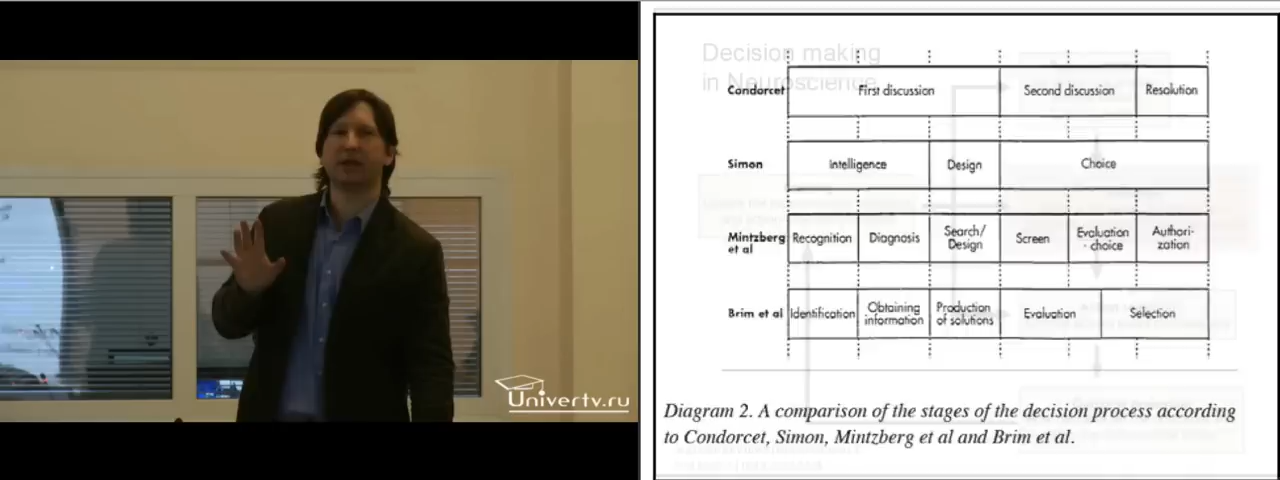 Univertv.ru
Decision making
in Neuroscience
Condorcet First discussion Second discussion Resolution
Simon Intelligence Design Choice
Mintzberg et al Recognition Diagnosis Search/ Design Screen Evaluation - choice Authori- zation
Brim et al Identification Obtaining information Production of solutions Evaluation Selection
Diagram 2. A comparison of the stages of the decision process according
to Condorcet, Simon, Mintzberg et al and Brim et al.